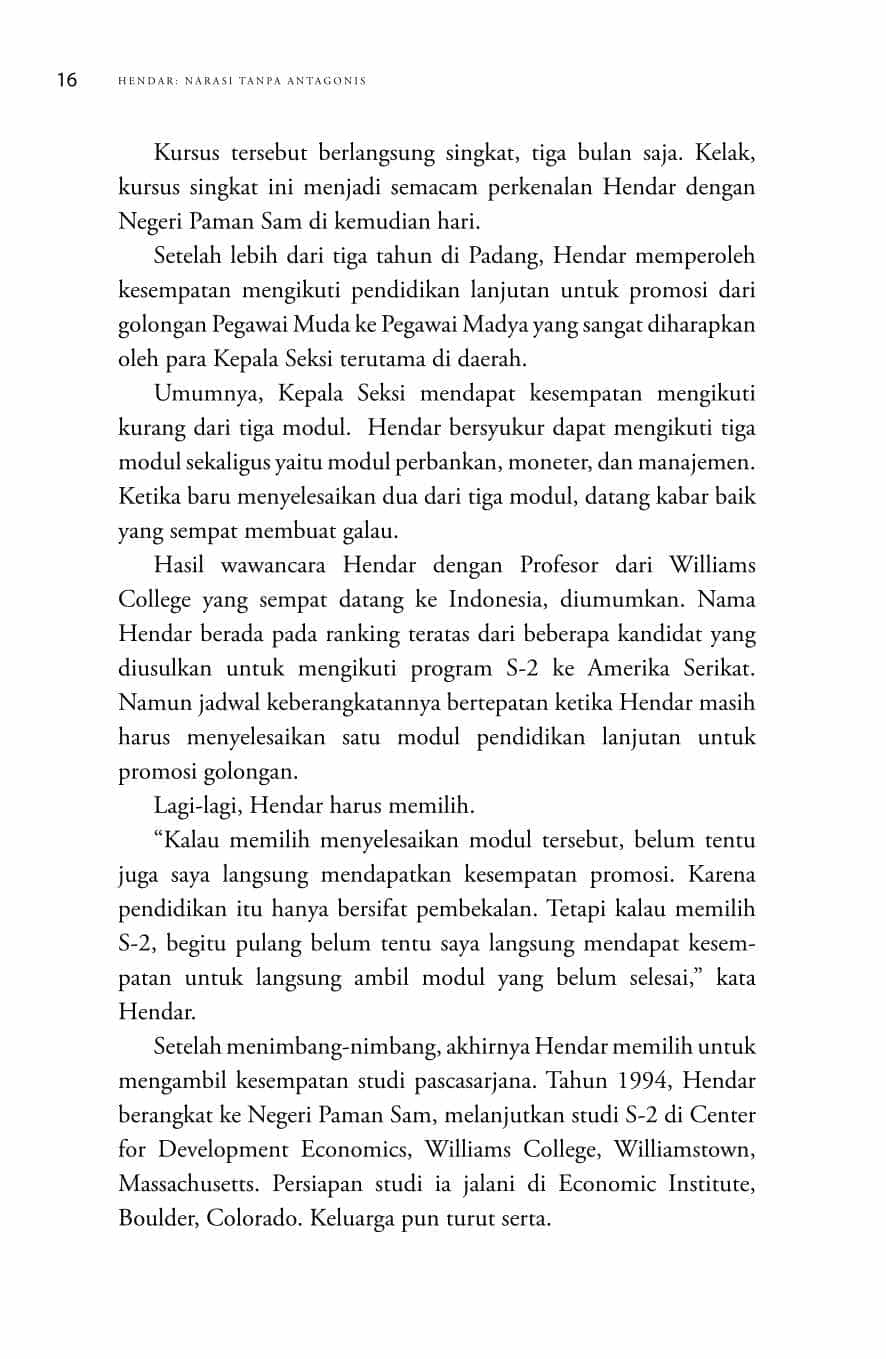 16 HENDAR: NARASI TANPA ANTAGONIS
Kursus tersebut berlangsung singkat, tiga bulan saja. Kelak,
kursus singkat ini menjadi semacam perkenalan Hendar dengan
Negeri Paman Sam di kemudian hari.
Setelah lebih dari tiga tahun di Padang, Hendar memperoleh
kesempatan mengikuti pendidikan lanjutan untuk promosi dari
golongan Pegawai Muda ke Pegawai Madya yang sangat diharapkan
oleh para Kepala Seksi terutama di daerah.
Umumnya, Kepala Seksi mendapat kesempatan mengikuti
kurang dari tiga modul.  Hendar bersyukur dapat mengikuti tiga
modul sekaligus yaitu modul perbankan, moneter, dan manajemen.
Ketika baru menyelesaikan dua dari tiga modul, datang kabar baik
yang sempat membuat galau.
Hasil wawancara Hendar dengan Profesor dari Williams
College yang sempat datang ke Indonesia, diumumkan. Nama
Hendar berada pada ranking teratas dari beberapa kandidat yang
diusulkan untuk mengikuti program S-2 ke Amerika Serikat.
Namun jadwal keberangkatannya bertepatan ketika Hendar masih
harus menyelesaikan satu modul pendidikan lanjutan untuk
promosi golongan.
Lagi-lagi, Hendar harus memilih.
“Kalau memilih menyelesaikan modul tersebut, belum tentu
juga saya langsung mendapatkan kesempatan promosi. Karena
pendidikan itu hanya bersifat pembekalan. Tetapi kalau memilih
S-2, begitu pulang belum tentu saya langsung mendapat kesem-
patan untuk langsung ambil modul yang belum selesai,” kata
Hendar.
Setelah menimbang-nimbang, akhirnya Hendar memilih untuk
mengambil kesempatan studi pascasarjana. Tahun 1994, Hendar
berangkat ke Negeri Paman Sam, melanjutkan studi S-2 di Center
for Development Economics, Williams College, Williamstown,
Massachusetts. Persiapan studi ia jalani di Economic Institute,
Boulder, Colorado. Keluarga pun turut serta.